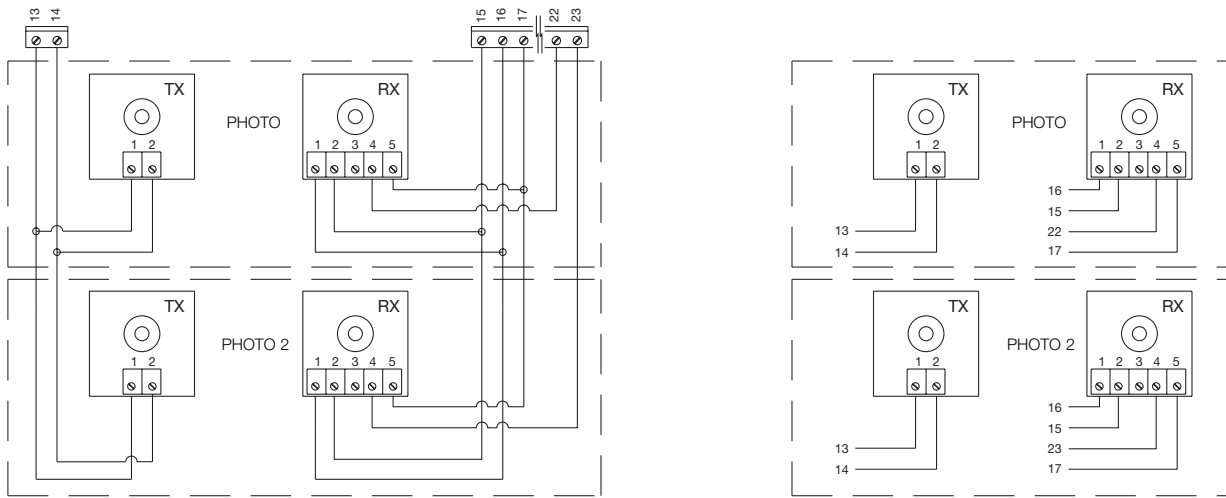 13 14 15 16 17 22 23
TX RX TX RX
PHOTO PHOTO
1 2 1 2 3 4 5 1 2 1 2 3 4 5
16
15
13 22
14 17
TX RX TX RX
PHOTO 2 PHOTO 2
1 2 1 2 3 4 5 1 2 1 2 3 4 5
16
15
13 23
14 17